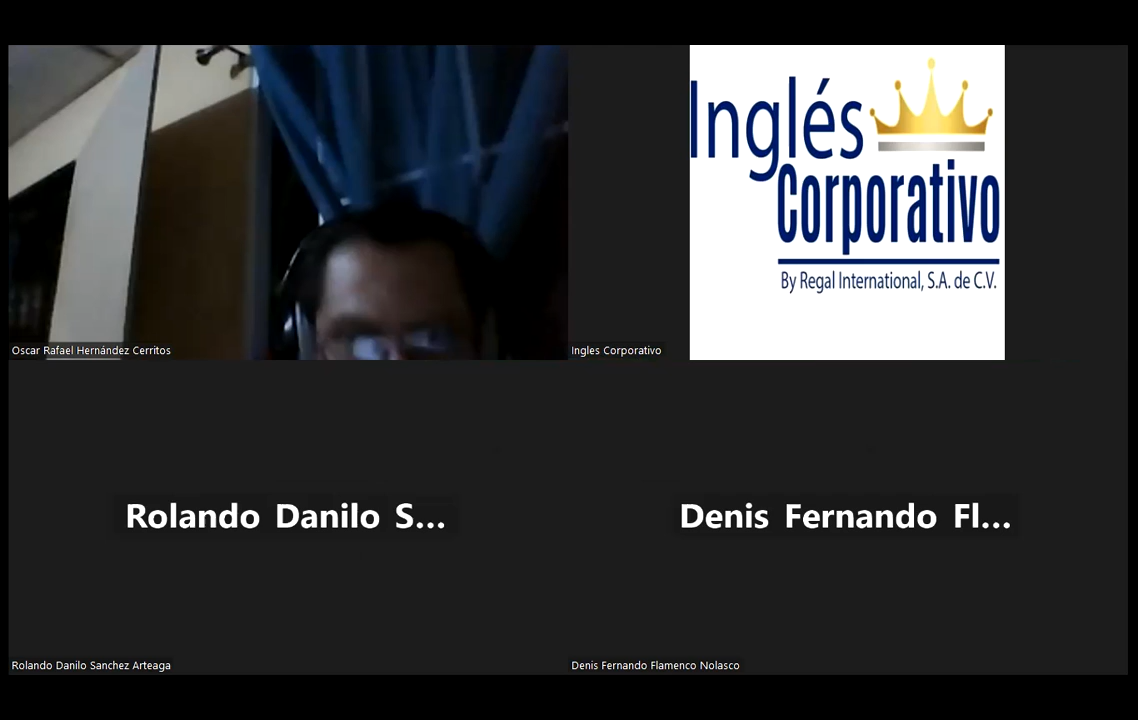 Inglés
Corporativo
By Regal International, S.A. de C.V.
Oscar Rafael Hernández Cerritos
Ingles Corporativo
Rolando Danilo S...
Denis Fernando Fl...
Rolando Danilo Sanchez Arteaga
Denis Fernando Flamenco Nolasco